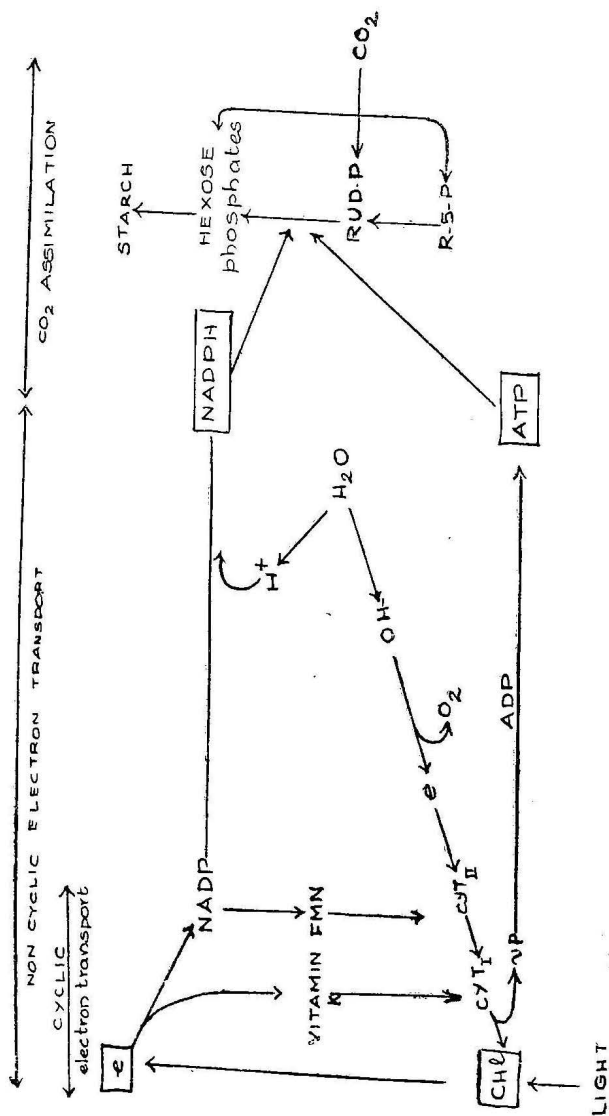 NON CYCLIC ELECTRON TRANSPORT
CO2 ASSIMILATION
CYCLIC
electron transport
e
NADP
NADPH
STARCH
HEXOSE
phosphates
VITAMIN
K
FMN
H+
H2O
RUD-P
CO2
OH-
O2
e
CYT II
CYT I
R-5-P
CHl
~P
ADP
ATP
LIGHT